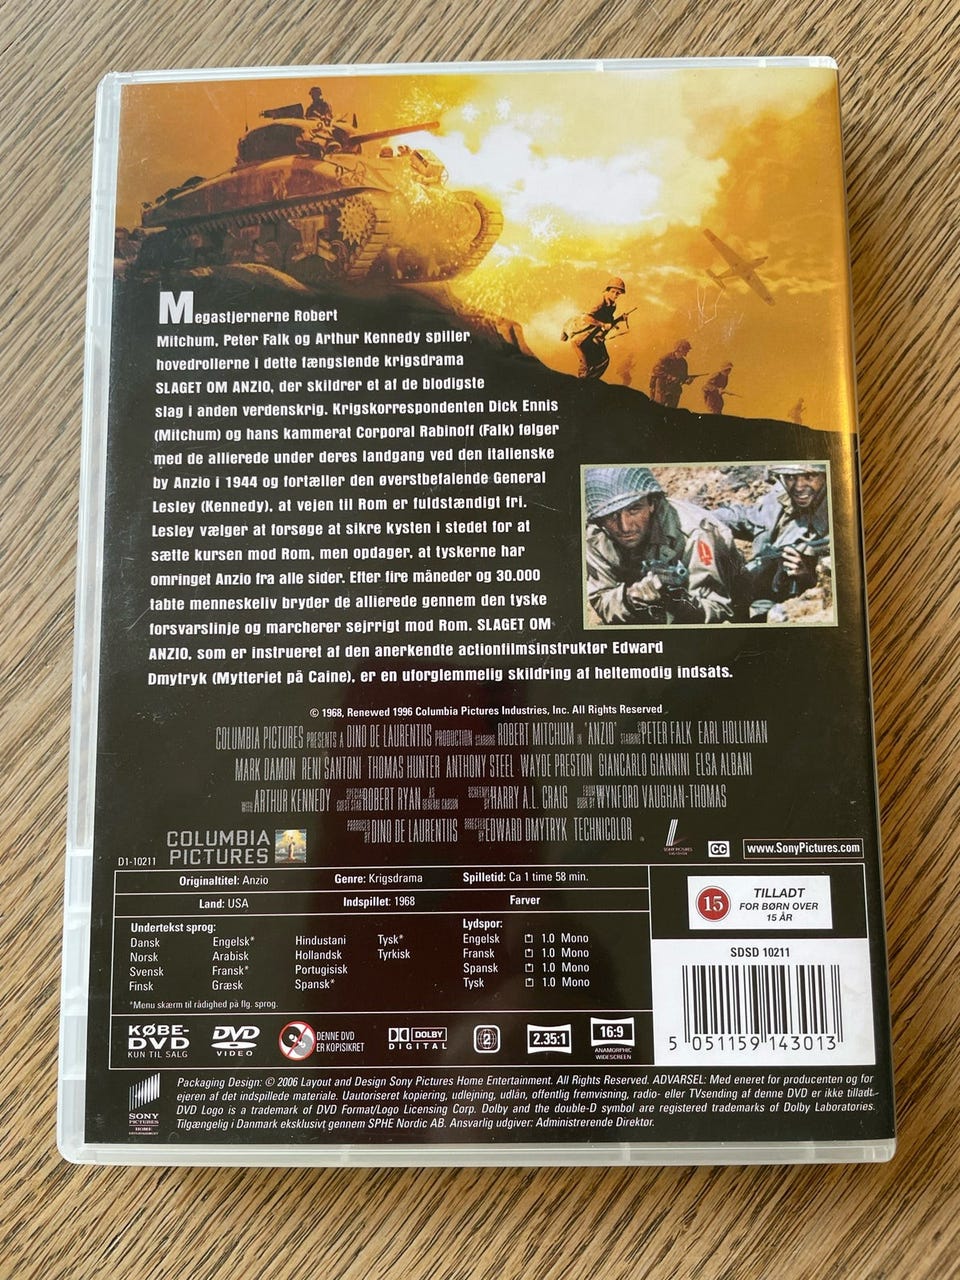 Megastjernerne Robert
Mitchum, Peter Falk og Arthur Kennedy spiller
hovedrollerne i dette fængslende krigsdrama
SLAGET OM ANZIO, der skildrer et af de blodigste
slag i anden verdenskrig. Krigskorrespondenten Dick Ennis
(Mitchum) og hans kammerat Corporal Rabinoff (Falk) følger
med de allierede under deres landgang ved den italienske
by Anzio i 1944 og fortæller den øverstbefalende General
Lesley (Kennedy), at vejen til Rom er fuldstændigt fri.
Lesley vælger at forsøge at sikre kysten i stedet for at
sætte kursen mod Rom, men opdager, at tyskerne har
omringet Anzio fra alle sider. Efter fire måneder og 30.000
tabte menneskeliv bryder de allierede gennem den tyske
forsvarslinje og marcherer sejrrigt mod Rom. SLAGET OM
ANZIO, som er instrueret af den anerkendte actionfilmsinstruktør Edward
Dmytryk (Mytteriet på Caine), er en uforglemmelig skildring af heltemodig indsats.
© 1968, Renewed 1996 Columbia Pictures Industries, Inc. All Rights Reserved
COLUMBIA PICTURES PRESENTS A DINO DE LAURENTIIS PRODUCTION STARRING ROBERT MITCHUM IN "ANZIO" STARRING PETER FALK EARL HOLLIMAN
MARK DAMON RENI SANTONI THOMAS HUNTER ANTHONY STEEL WAYDE PRESTON GIANCARLO GIANNINI ELSA ALBANI
WITH ARTHUR KENNEDY SPECIAL GUEST STAR ROBERT RYAN AS GENERAL CARSON SCREENPLAY BY HARRY A.L. CRAIG FROM BOOK BY WYNFORD VAUGHAN-THOMAS
PRODUCED BY DINO DE LAURENTIIS DIRECTED BY EDWARD DMYTRYK TECHNICOLOR
COLUMBIA
PICTURES
SONY PICTURES
CC
www.SonyPictures.com
D1-10211
Originaltitel: Anzio Genre: Krigsdrama Spilletid: Ca 1 time 58 min.
Land: USA Indspillet: 1968 Farver
15
TILLADT
FOR BØRN OVER
15 ÅR
Undertekst sprog: Lydspor:
Dansk Engelsk* Hindustani Tysk* Engelsk 1.0 Mono
Norsk Arabisk Hollandsk Tyrkisk Fransk 1.0 Mono
Svensk Fransk* Portugisisk Spansk 1.0 Mono
Finsk Græsk Spansk* Tysk 1.0 Mono
*Menu skærm til rådighed på flg. sprog.
SDSD 10211
5 051159 143013
KØBE-
DVD
KUN TIL SALG
DVD
VIDEO
DENNE DVD
ER KOPISIKRET
DOLBY
DIGITAL
2
2.35:1
16:9
ANAMORPHIC
WIDESCREEN
SONY
PICTURES
HOME
ENTERTAINMENT
Packaging Design: © 2006 Layout and Design Sony Pictures Home Entertainment. All Rights Reserved. ADVARSEL: Med eneret for producenten og for
ejeren af det indspillede materiale. Uautoriseret kopiering, udlejning, udlån, offentlig fremvisning, radio- eller TVsending af denne DVD er ikke tilladt.
DVD Logo is a trademark of DVD Format/Logo Licensing Corp. Dolby and the double-D symbol are registered trademarks of Dolby Laboratories.
Tilgængelig i Danmark eksklusivt gennem SPHE Nordic AB. Ansvarlig udgiver: Administrerende Direktør.